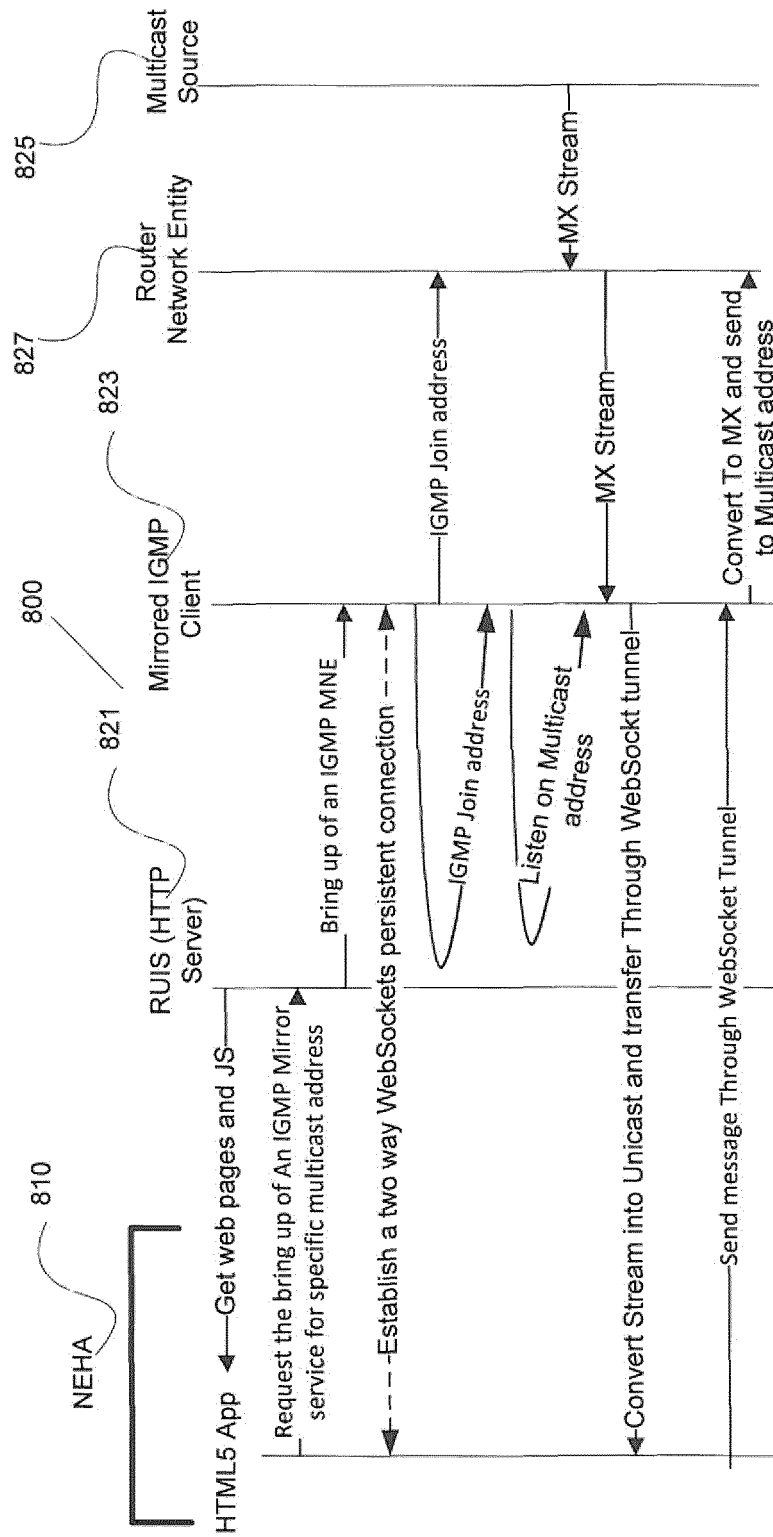 810
NEHA
HTML5 App
821
RUIS (HTTP
Server)
800
823
Mirrored IGMP
Client
827
Router
Network Entity
825
Multicast
Source
Get web pages and JS
Request the bring up of An IGMP Mirror
service for specific multicast address
Bring up of an IGMP MNE
Establish a two way WebSockets persistent connection
IGMP Join address
IGMP Join address
Listen on Multicast
address
MX Stream
MX Stream
Convert Stream into Unicast and transfer Through WebSockt tunnel
Send message Through WebSocket Tunnel
Convert To MX and send
to Multicast address